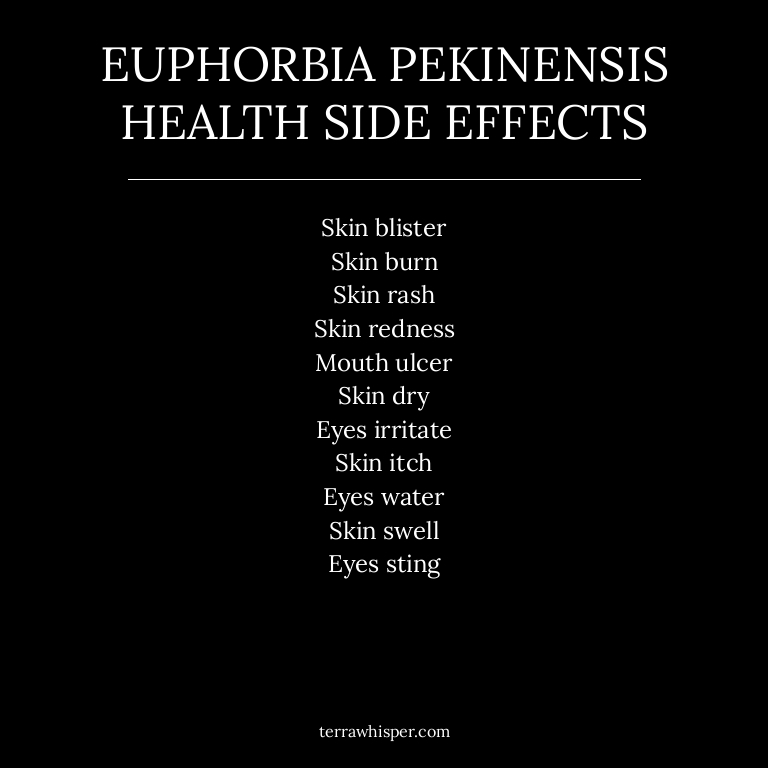 EUPHORBIA PEKINENSIS
HEALTH SIDE EFFECTS
Skin blister
Skin burn
Skin rash
Skin redness
Mouth ulcer
Skin dry
Eyes irritate
Skin itch
Eyes water
Skin swell
Eyes sting
terrawhisper.com